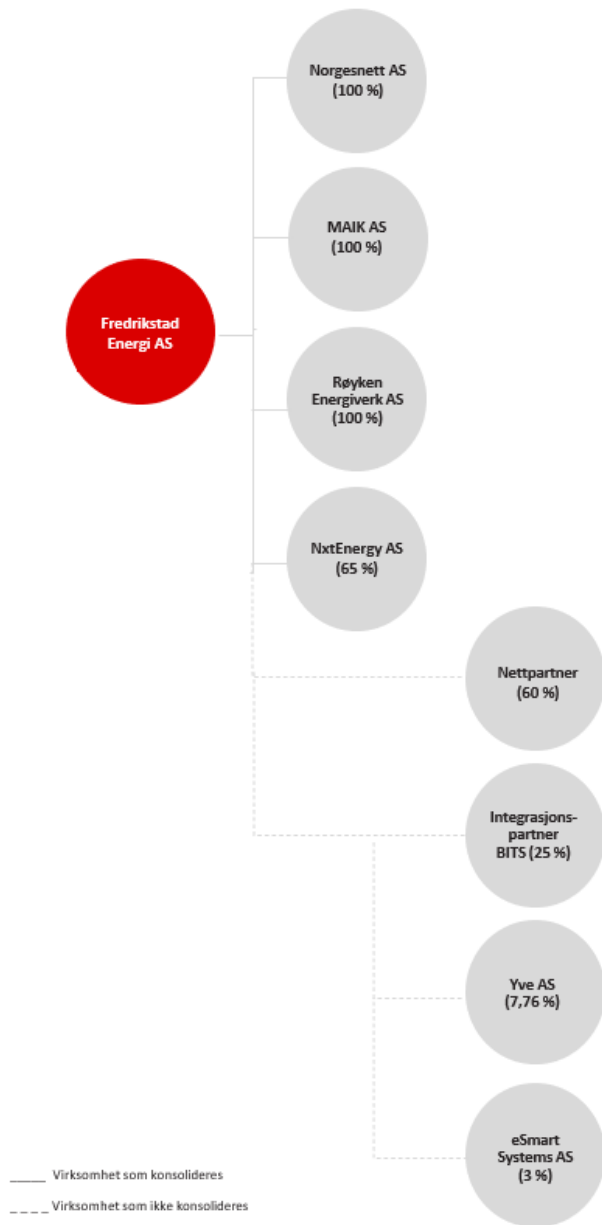 Norgesnett AS
(100 %)
MAIK AS
(100 %)
Fredrikstad
Energi AS
Røyken
Energiverk AS
(100 %)
NxtEnergy AS
(65 %)
Nettpartner
(60 %)
Integrasjons-
partner
BITS (25 %)
Yve AS
(7,76 %)
eSmart
Systems AS
(3 %)
_____ Virksomhet som konsolideres
_ _ _ _ Virksomhet som ikke konsolideres